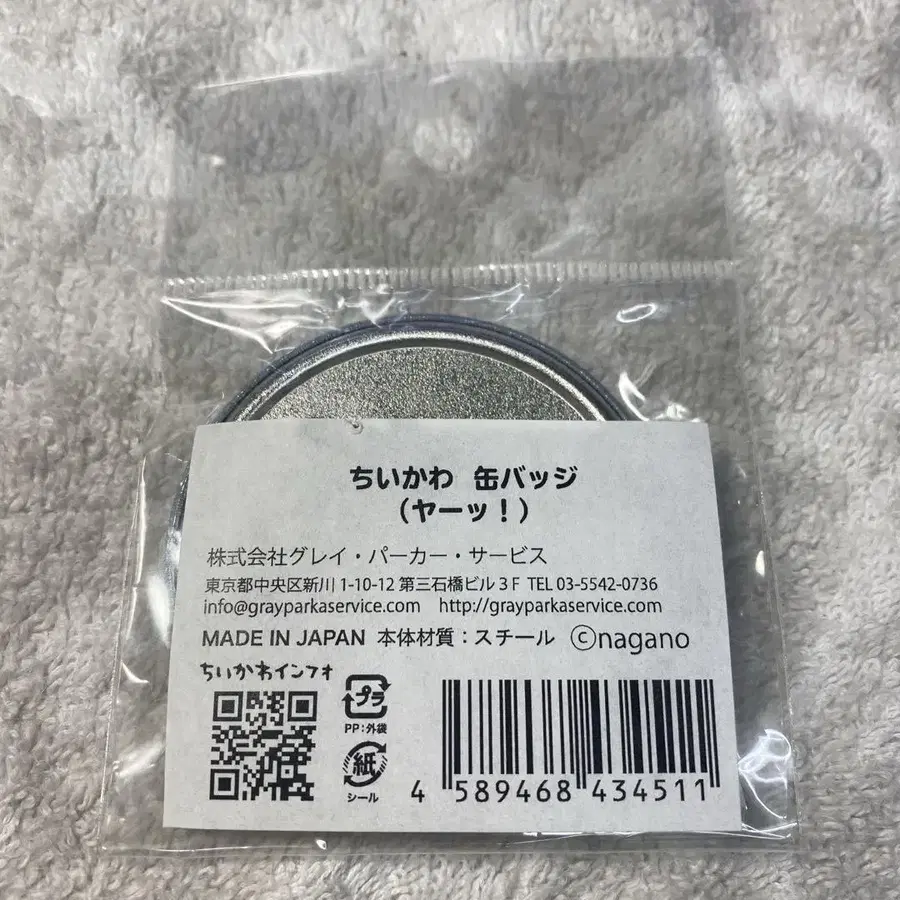 ちいかわ 缶バッジ
（ヤーッ！）
株式会社グレイ・パーカー・サービス
東京都中央区新川 1-10-12 第三石橋ビル 3 F TEL 03-5542-0736
info@grayparkaservice.com http://grayparkaservice.com
MADE IN JAPAN 本体材質：スチール ©nagano
ちいかわインフォ
プラ
PP：外袋
紙
シール
4 589468 434511